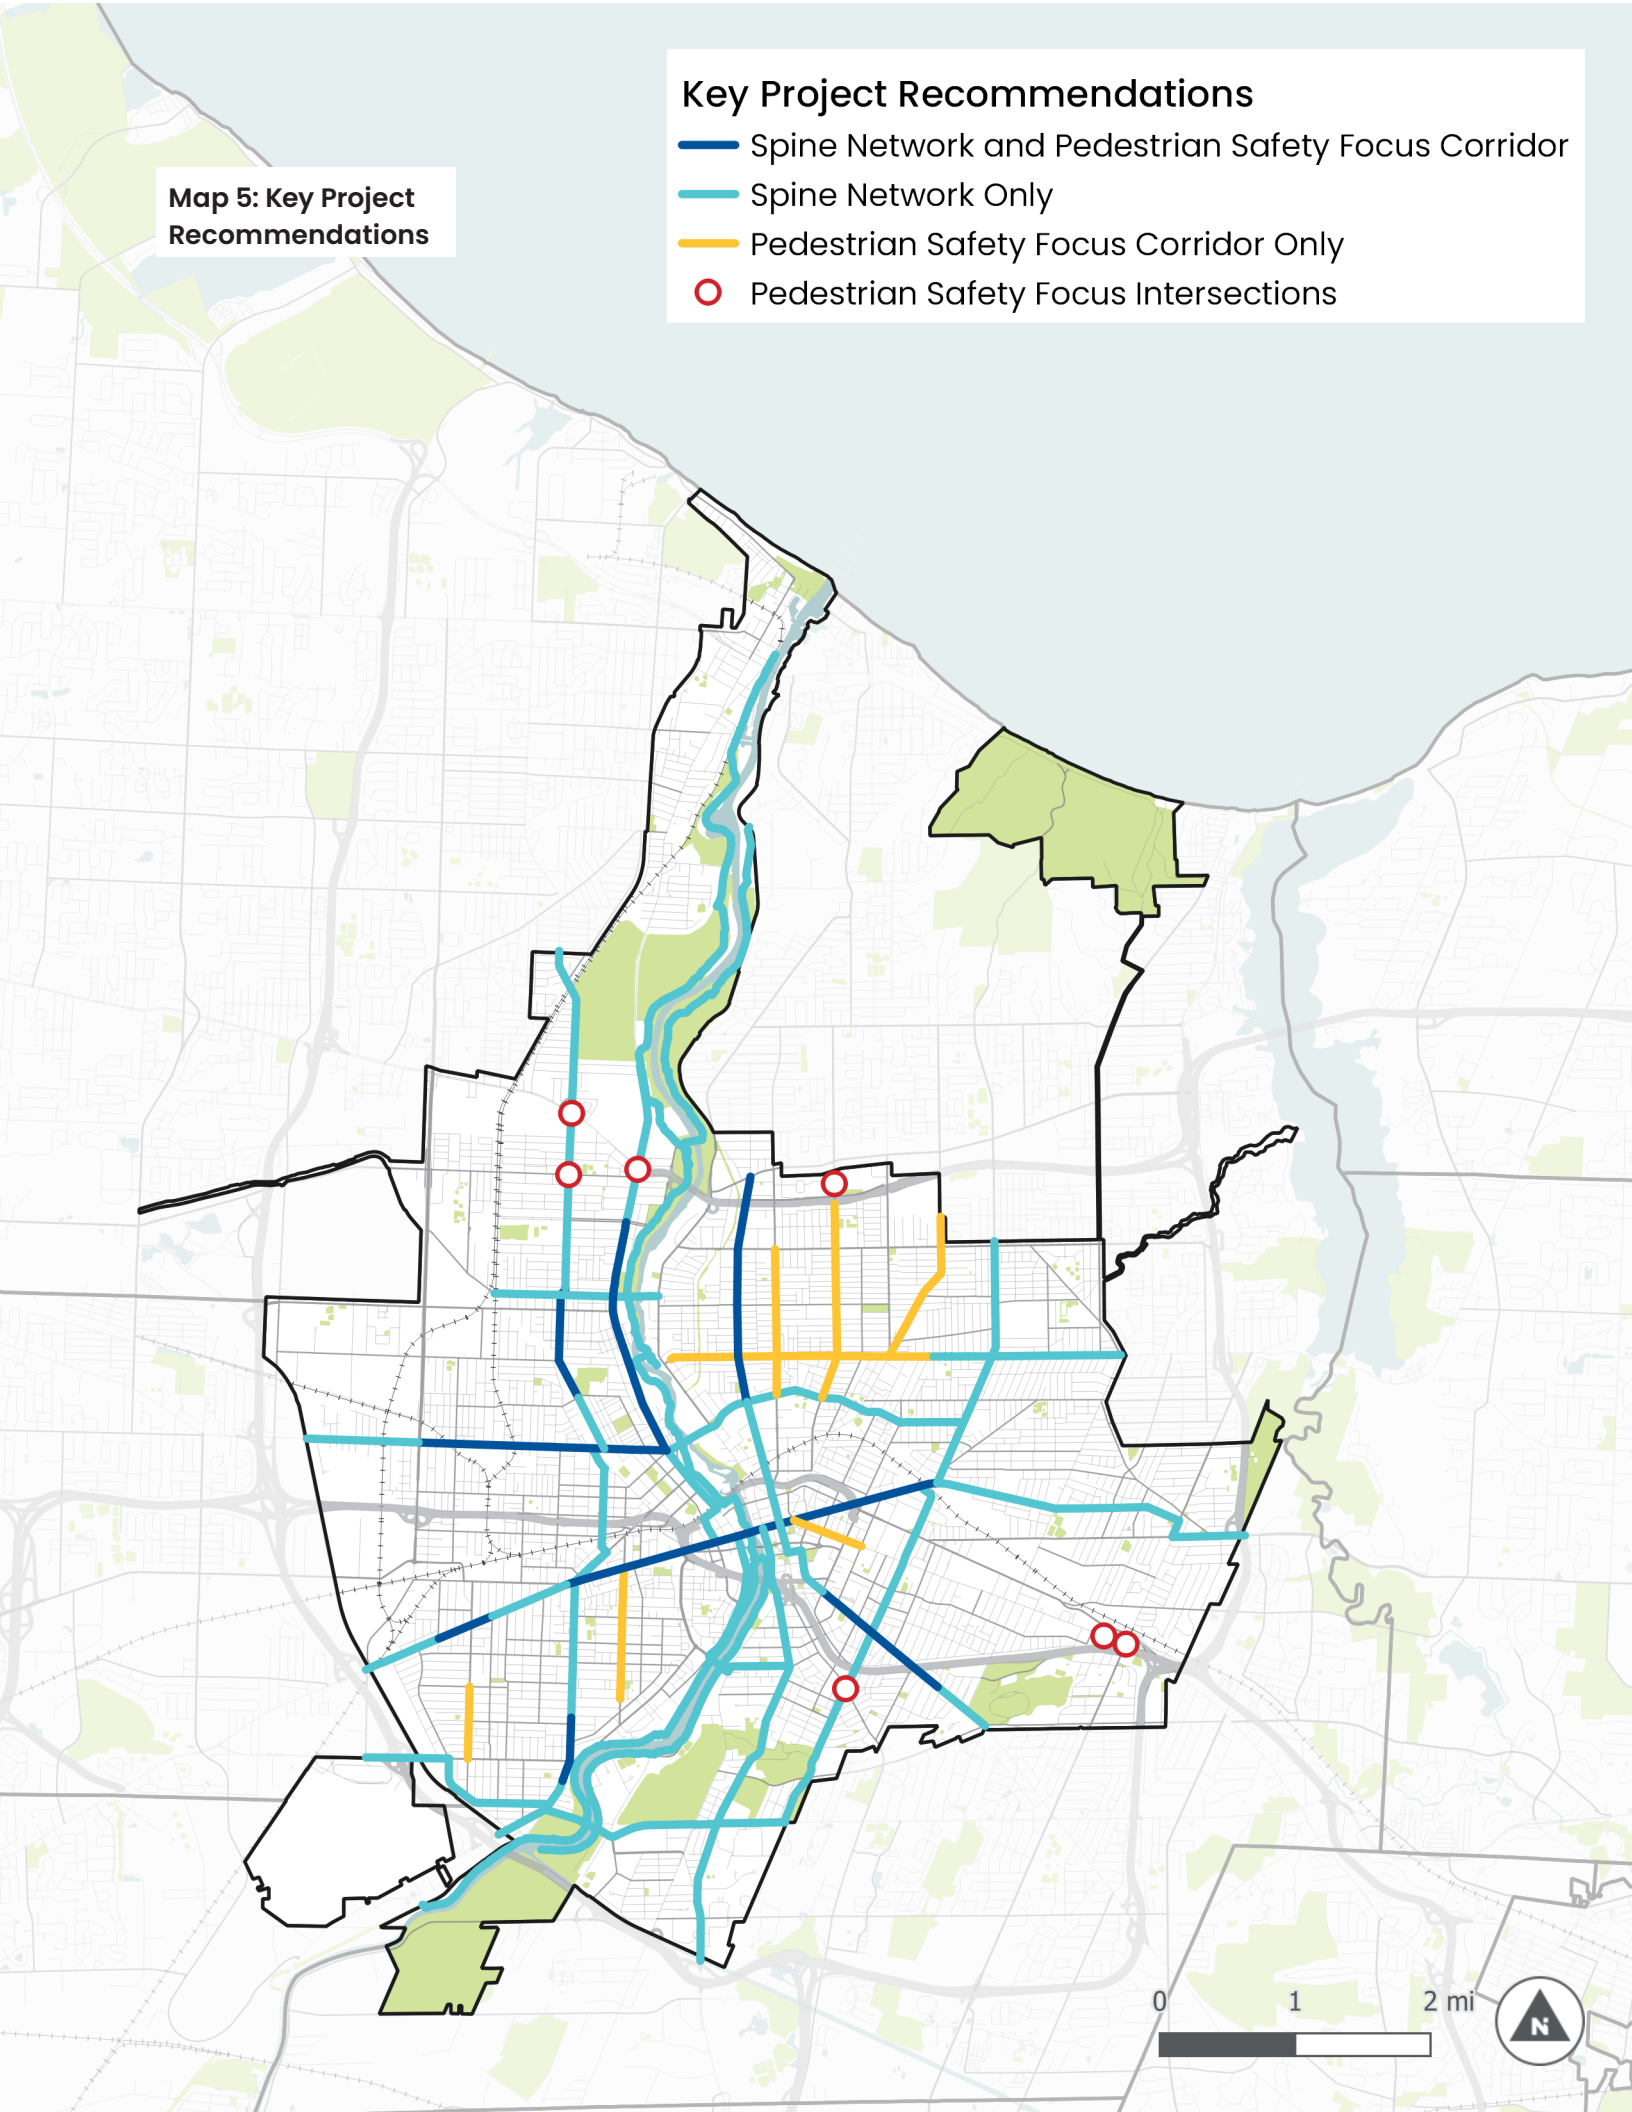 Key Project Recommendations
Spine Network and Pedestrian Safety Focus Corridor
Spine Network Only
Pedestrian Safety Focus Corridor Only
Pedestrian Safety Focus Intersections
Map 5: Key Project
Recommendations
0 1 2 mi
N